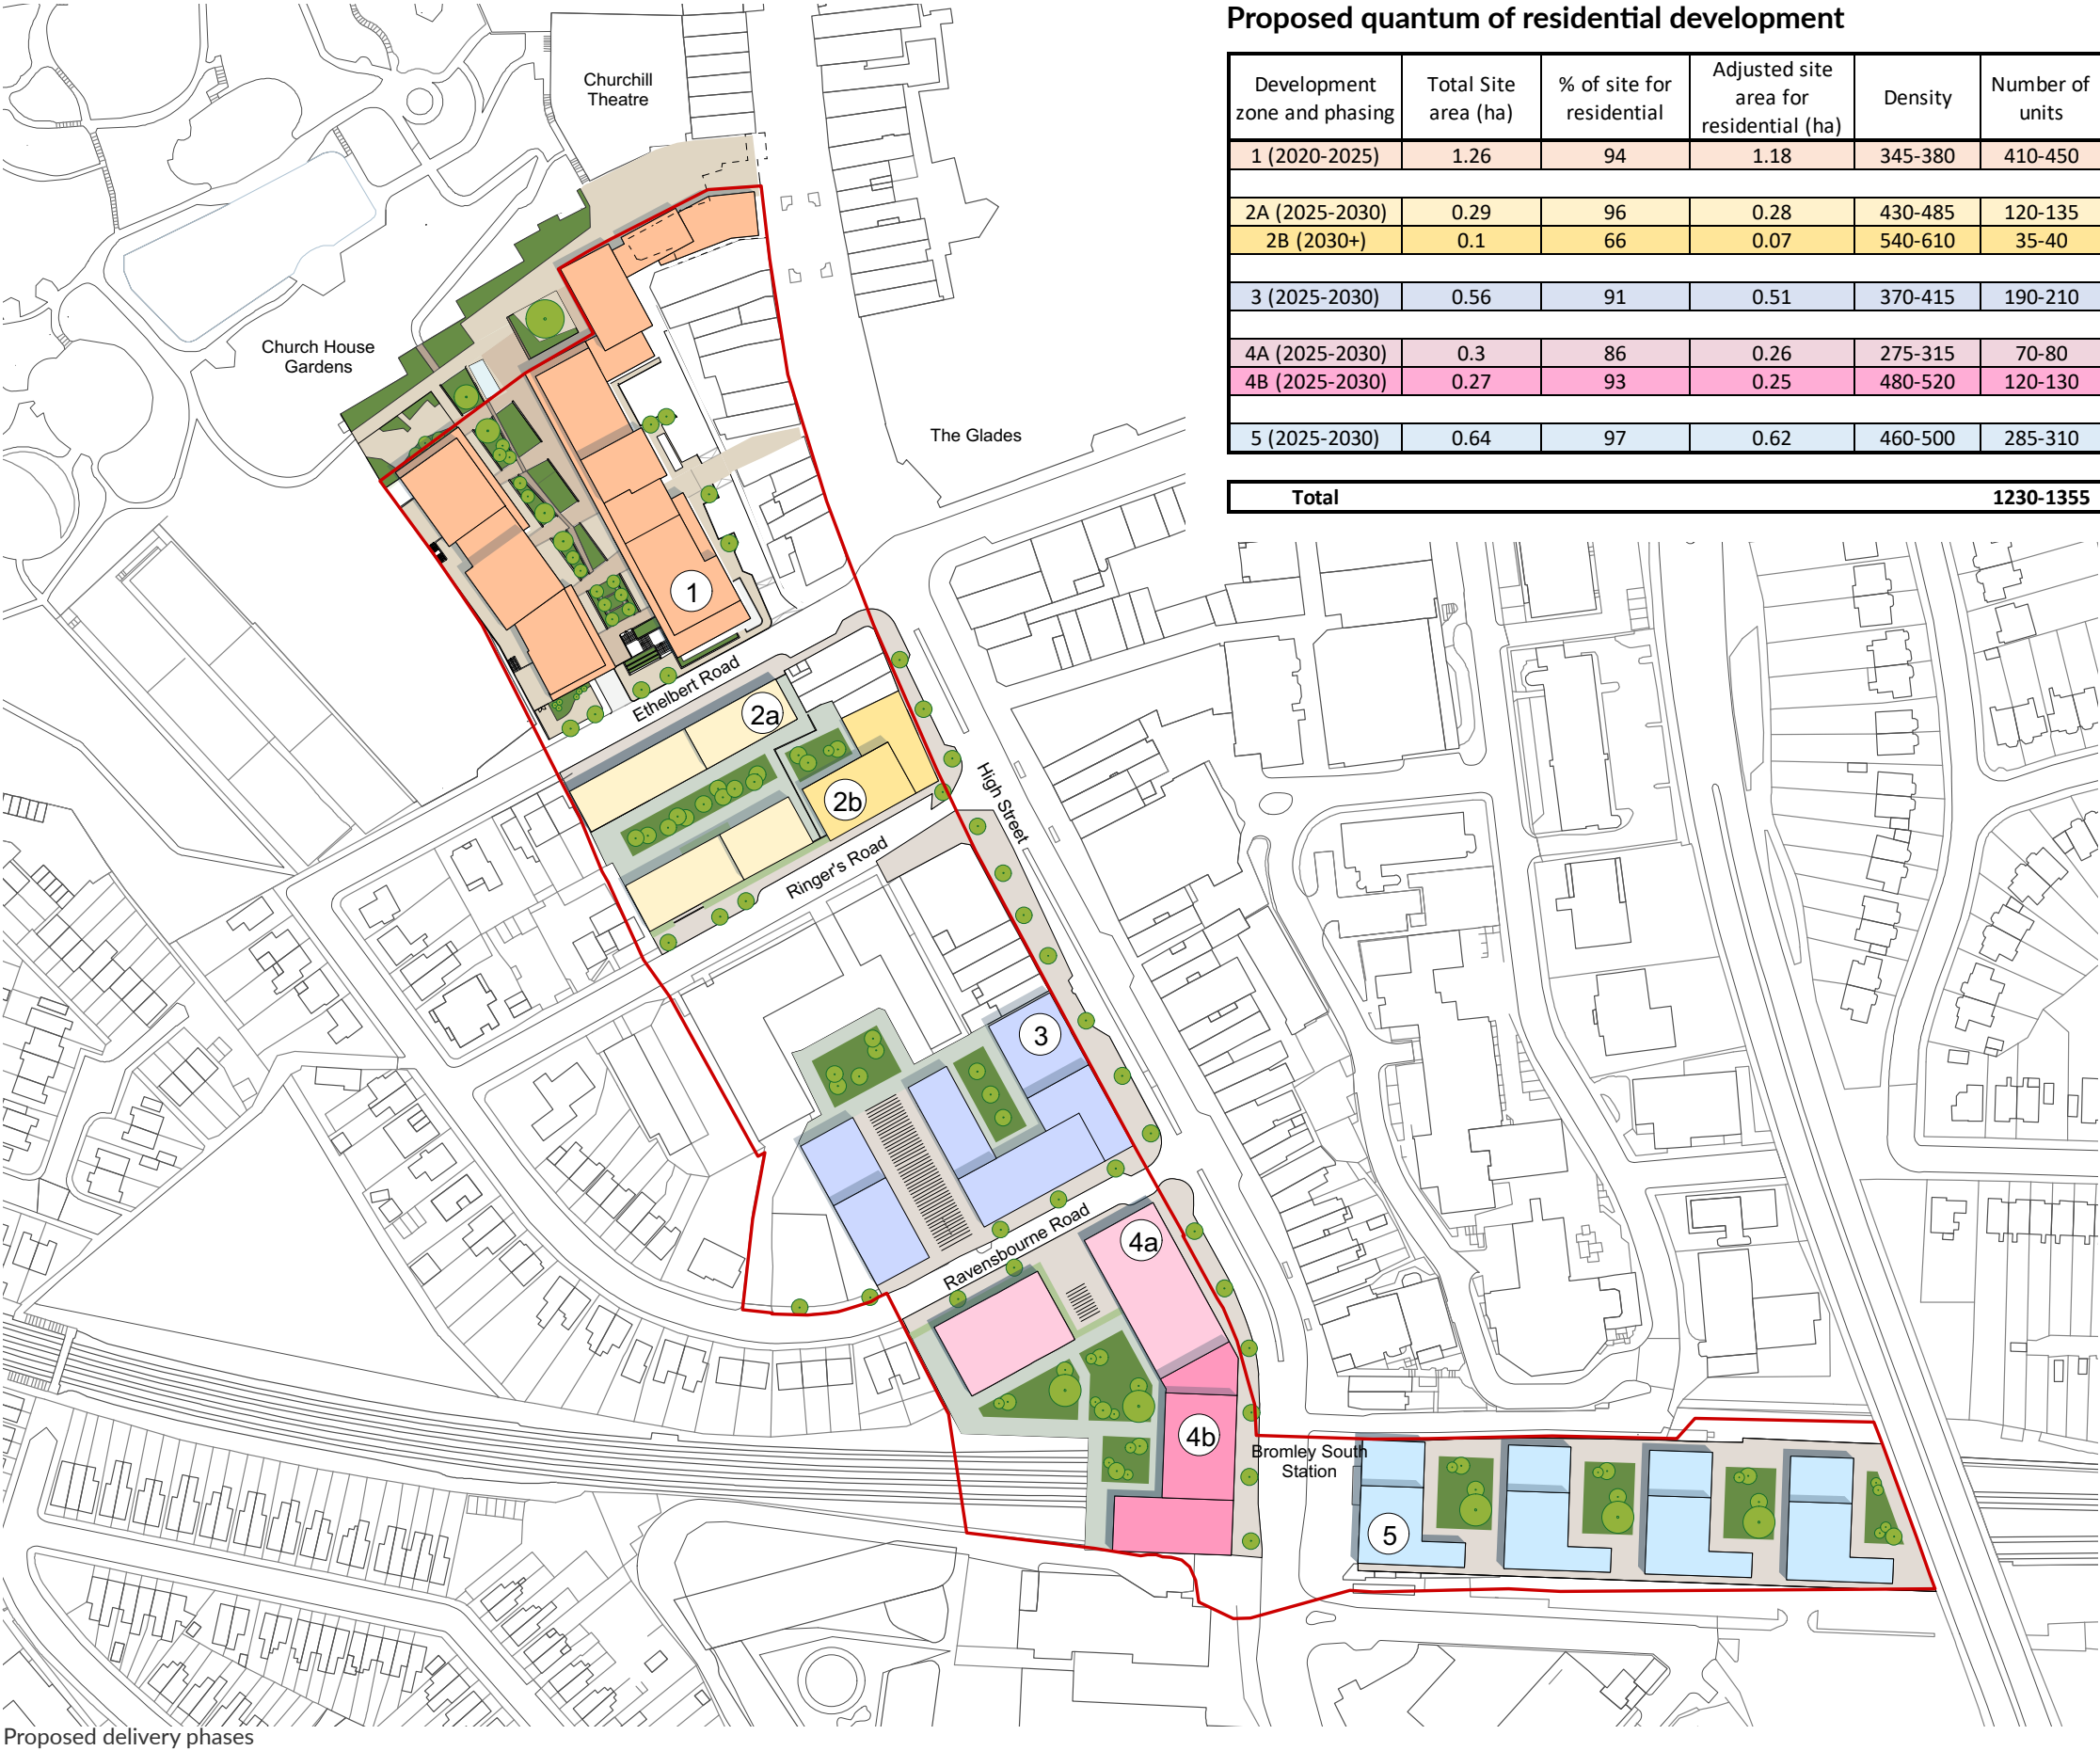 Proposed quantum of residential development
Development zone and phasing
Total Site area (ha)
% of site for residential
Adjusted site area for residential (ha)
Density
Number of units
1 (2020-2025) 1.26 94 1.18 345-380 410-450
2A (2025-2030) 0.29 96 0.28 430-485 120-135
2B (2030+) 0.1 66 0.07 540-610 35-40
3 (2025-2030) 0.56 91 0.51 370-415 190-210
4A (2025-2030) 0.3 86 0.26 275-315 70-80
4B (2025-2030) 0.27 93 0.25 480-520 120-130
5 (2025-2030) 0.64 97 0.62 460-500 285-310
Total 1230-1355
Churchill
Theatre
Church House
Gardens
The Glades
1
Ethelbert Road
2a
2b
High Street
Ringer's Road
3
Ravensbourne Road
4a
4b
Bromley South
Station
5
Proposed delivery phases